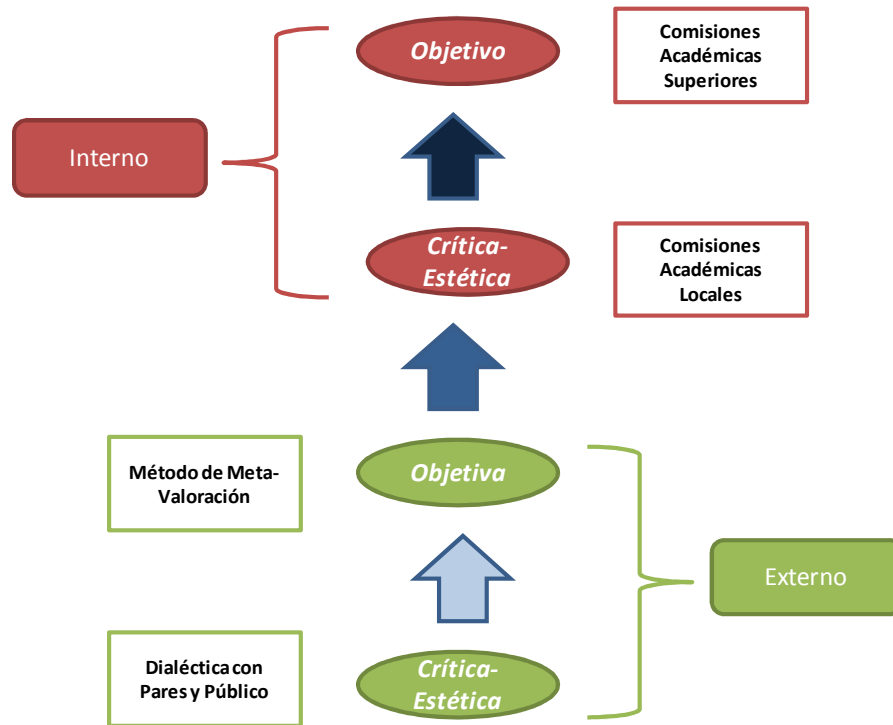 Objetivo
Comisiones
Académicas
Superiores
Interno
Crítica-
Estética
Comisiones
Académicas
Locales
Método de Meta-
Valoración
Objetiva
Externo
Dialéctica con
Pares y Público
Crítica-
Estética